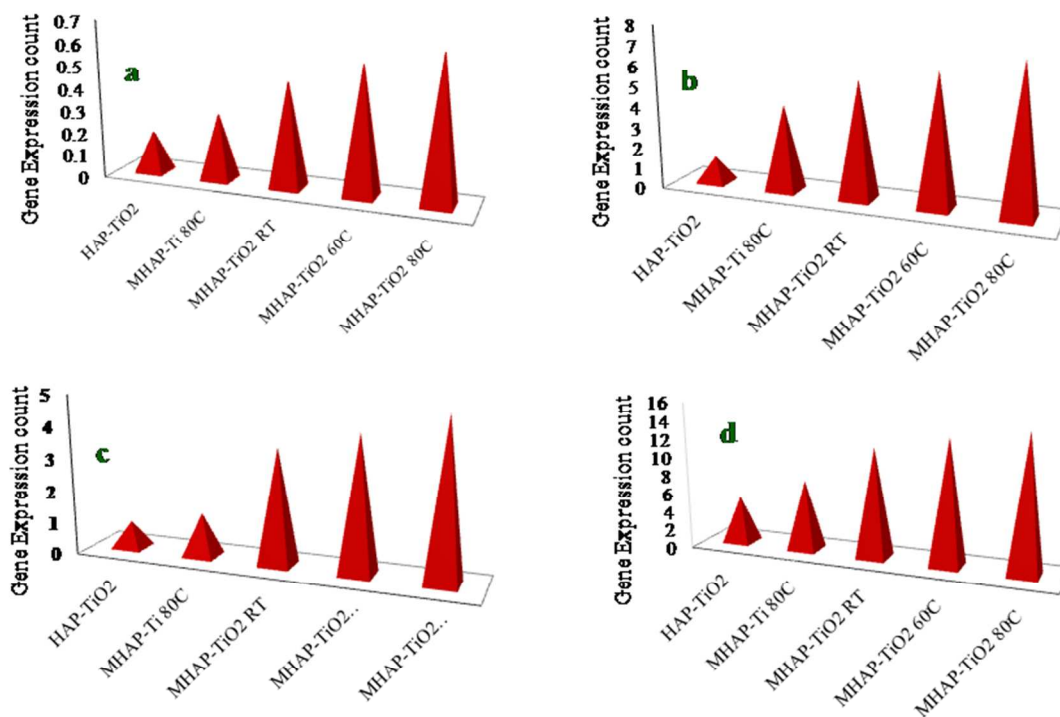 Gene Expression count
0.7
0.6
0.5
0.4
0.3
0.2
0.1
0
a
HAP-TiO2
MHAP-Ti 80C
MHAP-TiO2 RT
MHAP-TiO2 60C
MHAP-TiO2 80C
Gene Expression count
8
7
6
5
4
3
2
1
0
b
HAP-TiO2
MHAP-Ti 80C
MHAP-TiO2 RT
MHAP-TiO2 60C
MHAP-TiO2 80C
Gene Expression count
5
4
3
2
1
0
c
HAP-TiO2
MHAP-Ti 80C
MHAP-TiO2 RT
MHAP-TiO2...
MHAP-TiO2...
Gene Expression count
16
14
12
10
8
6
4
2
0
d
HAP-TiO2
MHAP-Ti 80C
MHAP-TiO2 RT
MHAP-TiO2 60C
MHAP-TiO2 80C